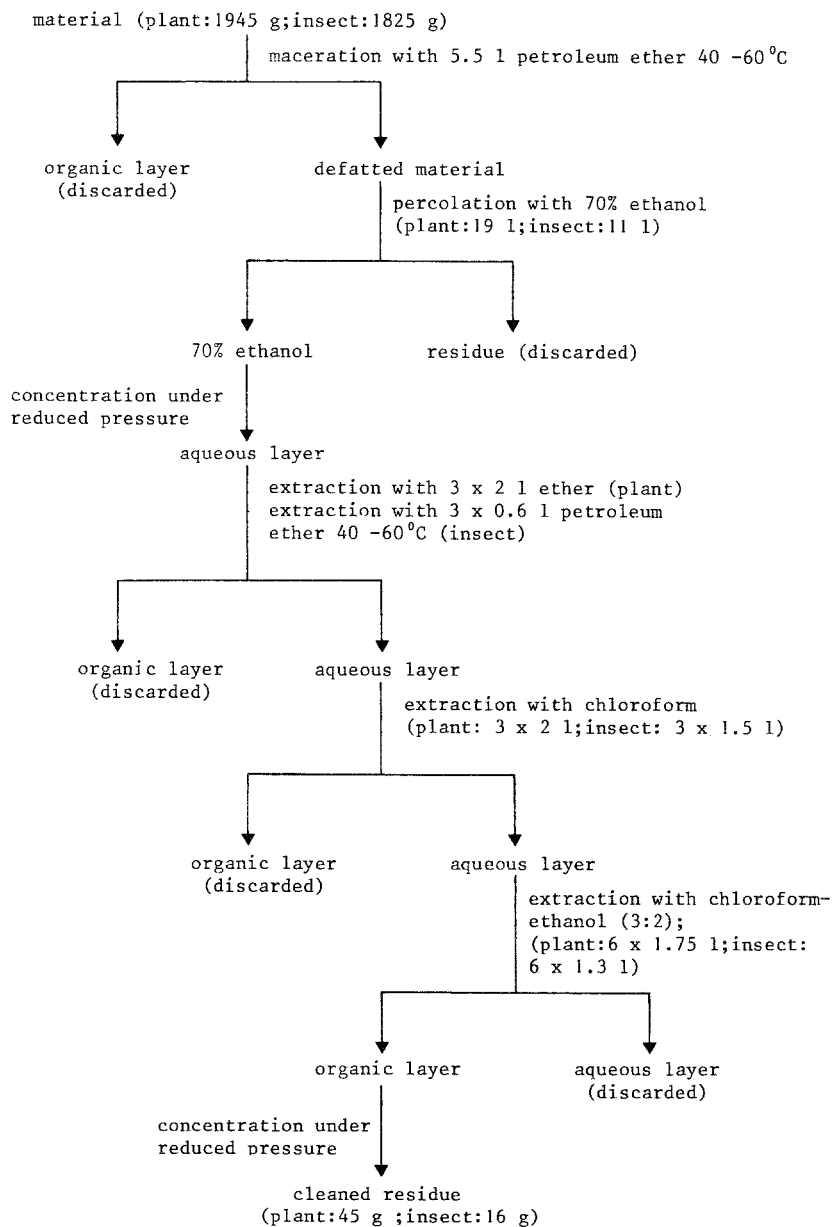 material (plant:1945 g;insect:1825 g)
maceration with 5.5 l petroleum ether 40 -60⁰C
organic layer
(discarded)
defatted material
percolation with 70% ethanol
(plant:19 l;insect:11 l)
70% ethanol
residue (discarded)
concentration under
reduced pressure
aqueous layer
extraction with 3 x 2 l ether (plant)
extraction with 3 x 0.6 l petroleum
ether 40 -60⁰C (insect)
organic layer
(discarded)
aqueous layer
extraction with chloroform
(plant: 3 x 2 l;insect: 3 x 1.5 l)
organic layer
(discarded)
aqueous layer
extraction with chloroform-
ethanol (3:2);
(plant:6 x 1.75 l;insect:
6 x 1.3 l)
organic layer
aqueous layer
(discarded)
concentration under
reduced pressure
cleaned residue
(plant:45 g ;insect:16 g)